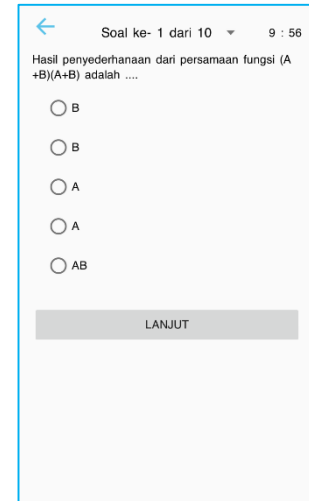 Soal ke- 1 dari 10 9 : 56
Hasil penyederhanaan dari persamaan fungsi (A
+B)(A+B) adalah ....
B
B
A
A
AB
LANJUT